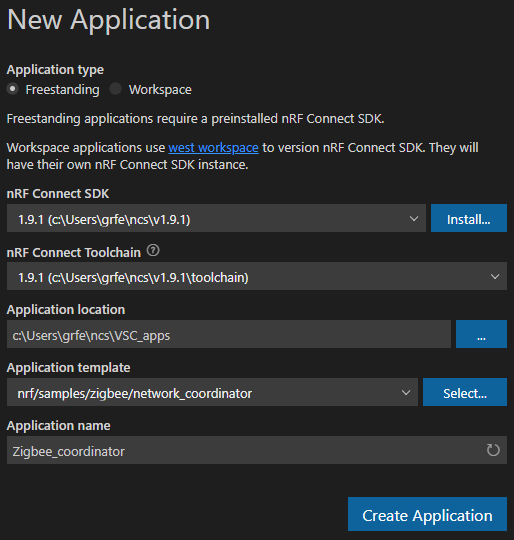 New Application
Application type
Freestanding Workspace
Freestanding applications require a preinstalled nRF Connect SDK.
Workspace applications use west workspace to version nRF Connect SDK. They will
have their own nRF Connect SDK instance.
nRF Connect SDK
1.9.1 (c:\Users\grfe\ncs\v1.9.1) Install...
nRF Connect Toolchain ?
1.9.1 (c:\Users\grfe\ncs\v1.9.1\toolchain)
Application location
c:\Users\grfe\ncs\VSC_apps ...
Application template
nrf/samples/zigbee/network_coordinator Select...
Application name
Zigbee_coordinator
Create Application